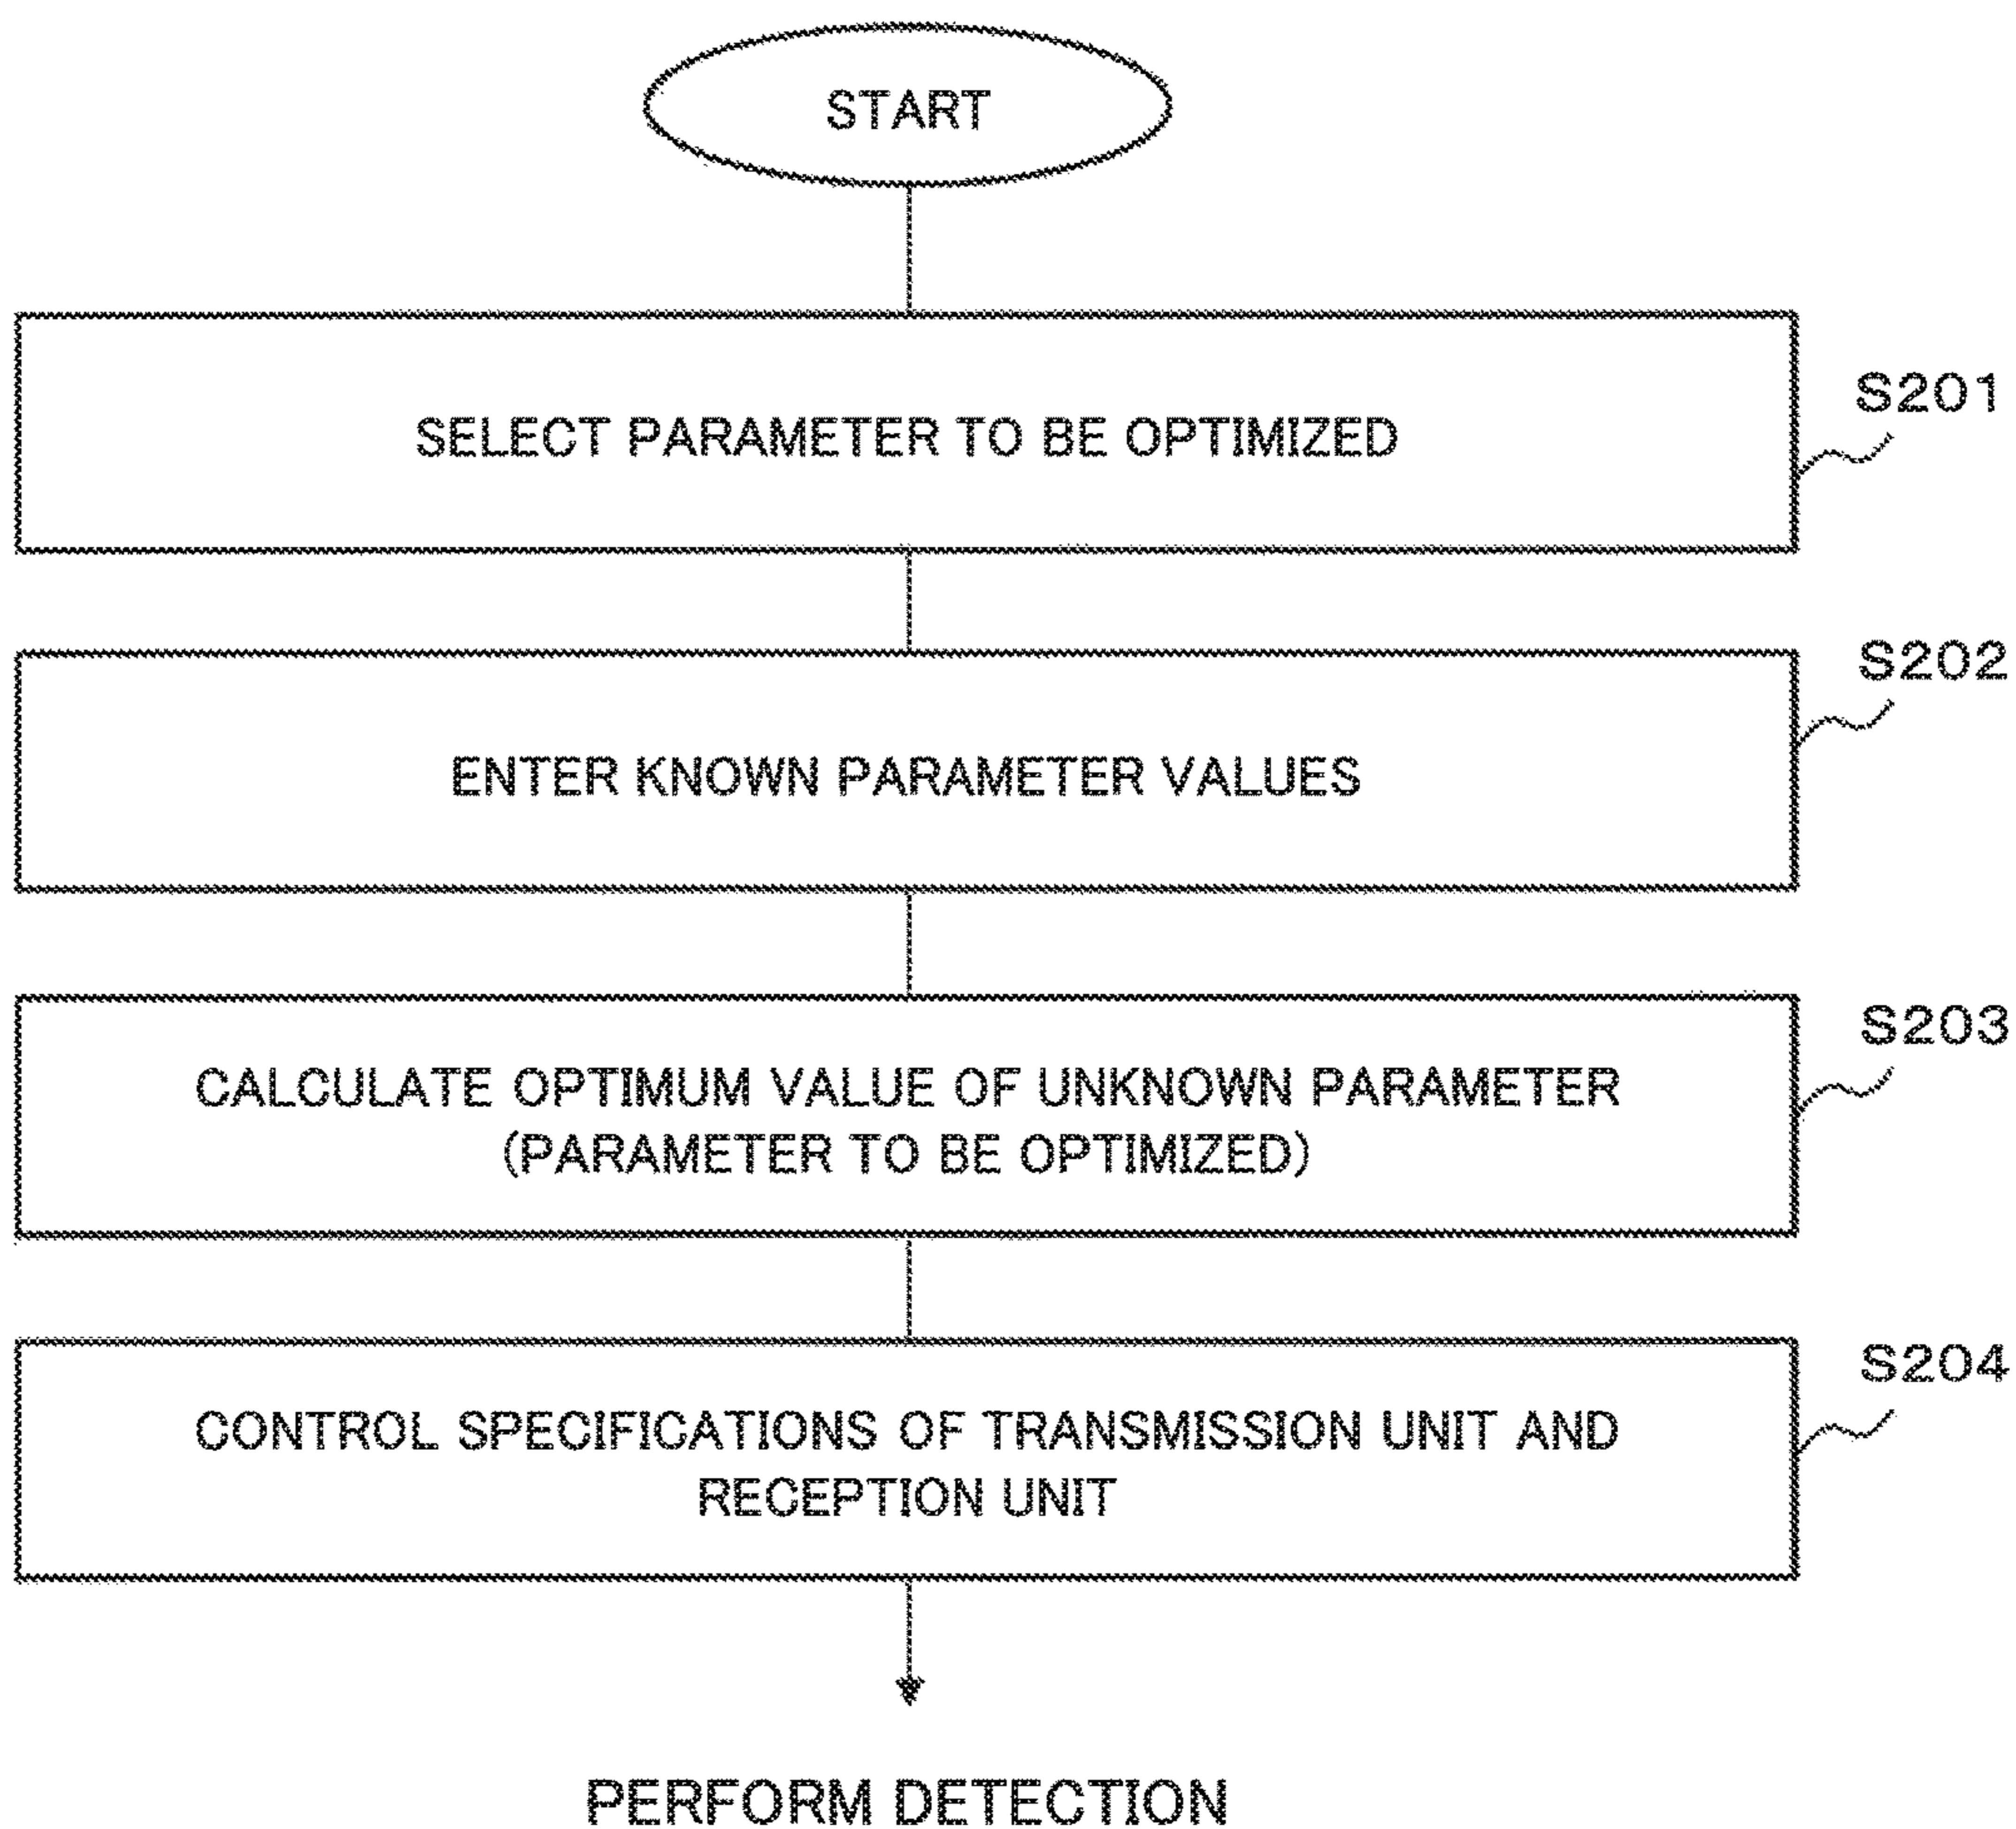 START
SELECT PARAMETER TO BE OPTIMIZED
S201
ENTER KNOWN PARAMETER VALUES
S202
CALCULATE OPTIMUM VALUE OF UNKNOWN PARAMETER
(PARAMETER TO BE OPTIMIZED)
S203
CONTROL SPECIFICATIONS OF TRANSMISSION UNIT AND
RECEPTION UNIT
S204
PERFORM DETECTION